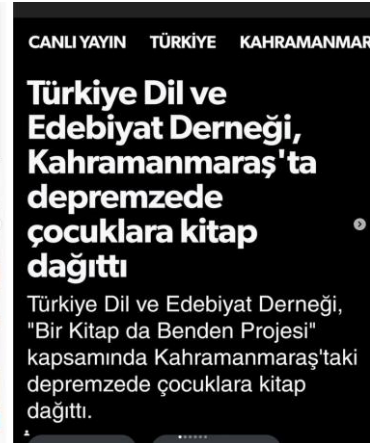 CANLI YAYIN TÜRKİYE KAHRAMANMAR
Türkiye Dil ve
Edebiyat Derneği,
Kahramanmaraş'ta
depremzede
çocuklara kitap
dağıttı
Türkiye Dil ve Edebiyat Derneği,
"Bir Kitap da Benden Projesi"
kapsamında Kahramanmaraş'taki
depremzede çocuklara kitap
dağıttı.